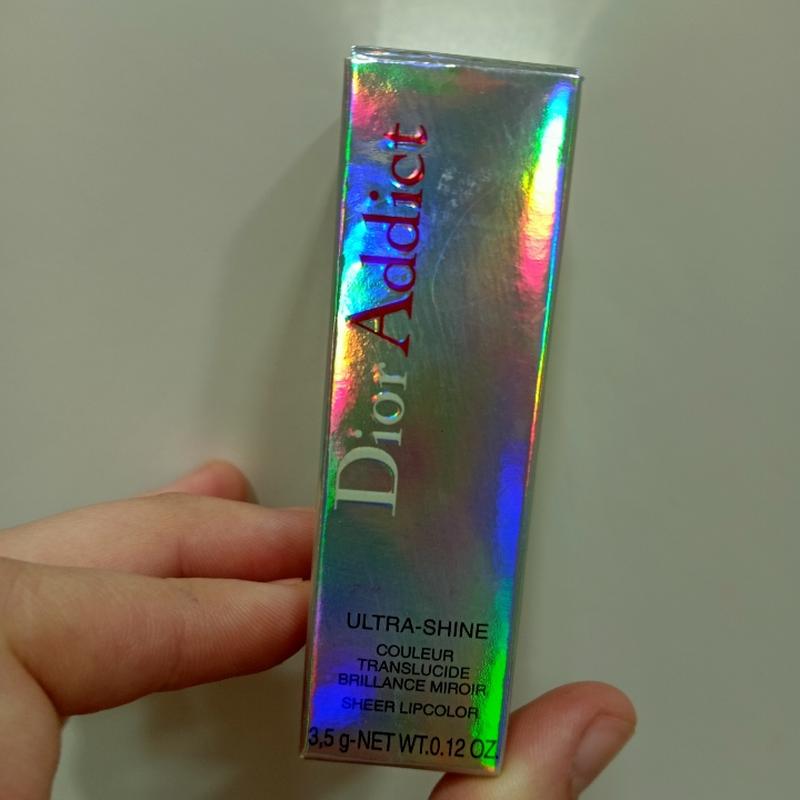 Dior Addict
ULTRA-SHINE
COULEUR
TRANSLUCIDE
BRILLANCE MIROIR
SHEER LIPCOLOR
3,5 g-NET WT.0.12 OZ.